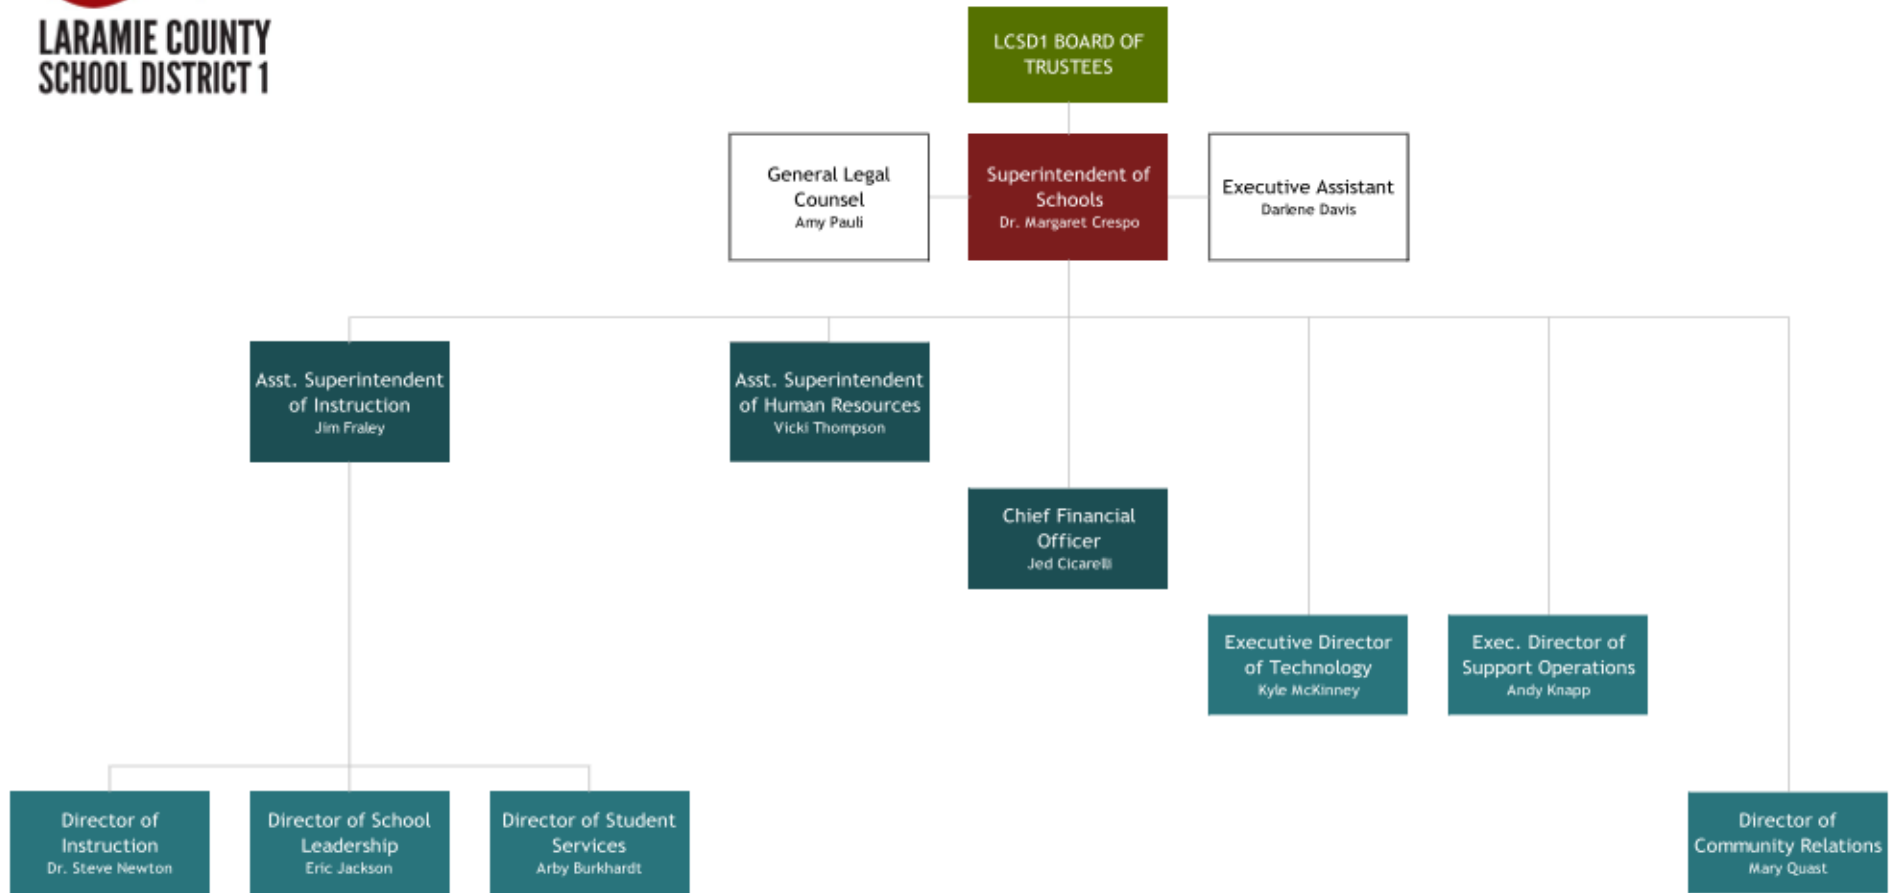 LARAMIE COUNTY
SCHOOL DISTRICT 1
LCSD1 BOARD OF
TRUSTEES
General Legal
Counsel
Amy Pauli
Superintendent of
Schools
Dr. Margaret Crespo
Executive Assistant
Darlene Davis
Asst. Superintendent
of Instruction
Jim Fraley
Asst. Superintendent
of Human Resources
Vicki Thompson
Chief Financial
Officer
Jed Cicarelli
Executive Director
of Technology
Kyle McKinney
Exec. Director of
Support Operations
Andy Knapp
Director of
Instruction
Dr. Steve Newton
Director of School
Leadership
Eric Jackson
Director of Student
Services
Arby Burkhardt
Director of
Community Relations
Mary Quast